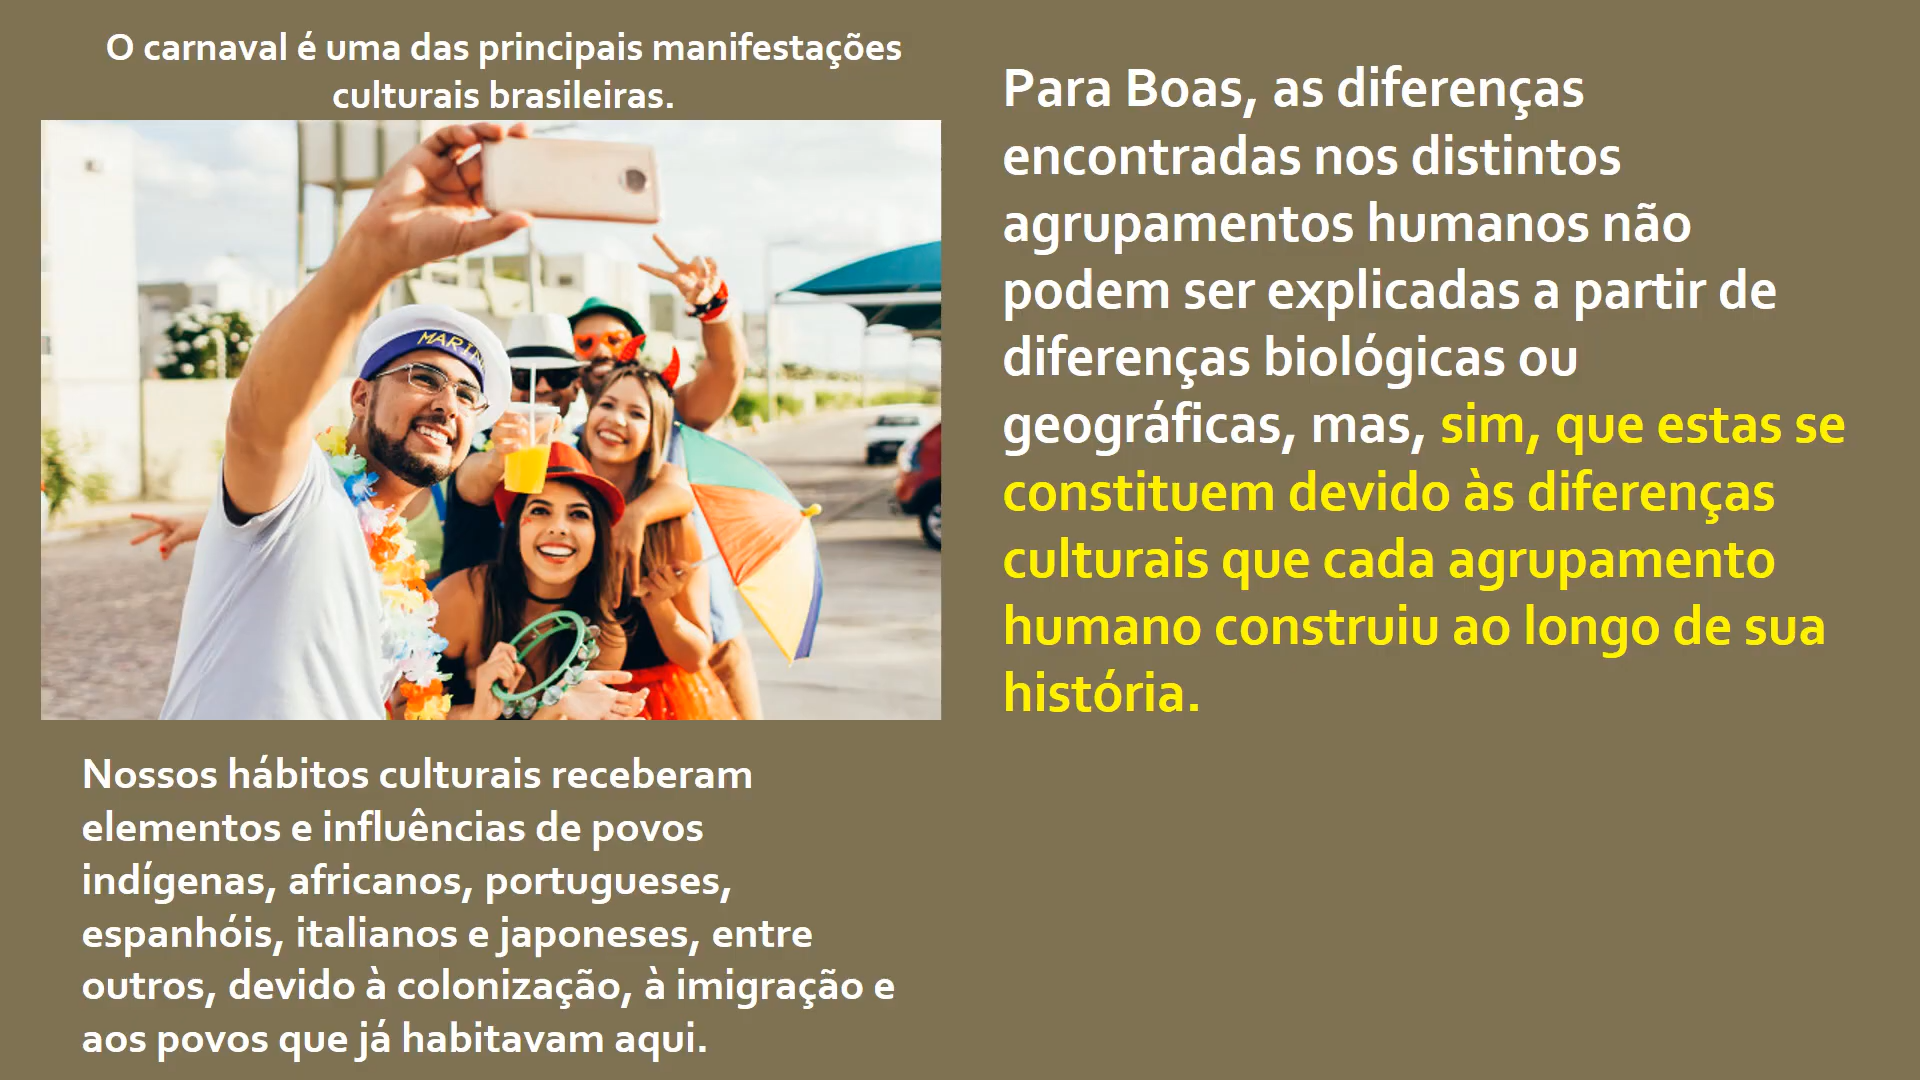 O carnaval é uma das principais manifestações
culturais brasileiras.
MARIN
Nossos hábitos culturais receberam
elementos e influências de povos
indígenas, africanos, portugueses,
espanhóis, italianos e japoneses, entre
outros, devido à colonização, à imigração e
aos povos que já habitavam aqui.
Para Boas, as diferenças
encontradas nos distintos
agrupamentos humanos não
podem ser explicadas a partir de
diferenças biológicas ou
geográficas, mas, sim, que estas se
constituem devido às diferenças
culturais que cada agrupamento
humano construiu ao longo de sua
história.